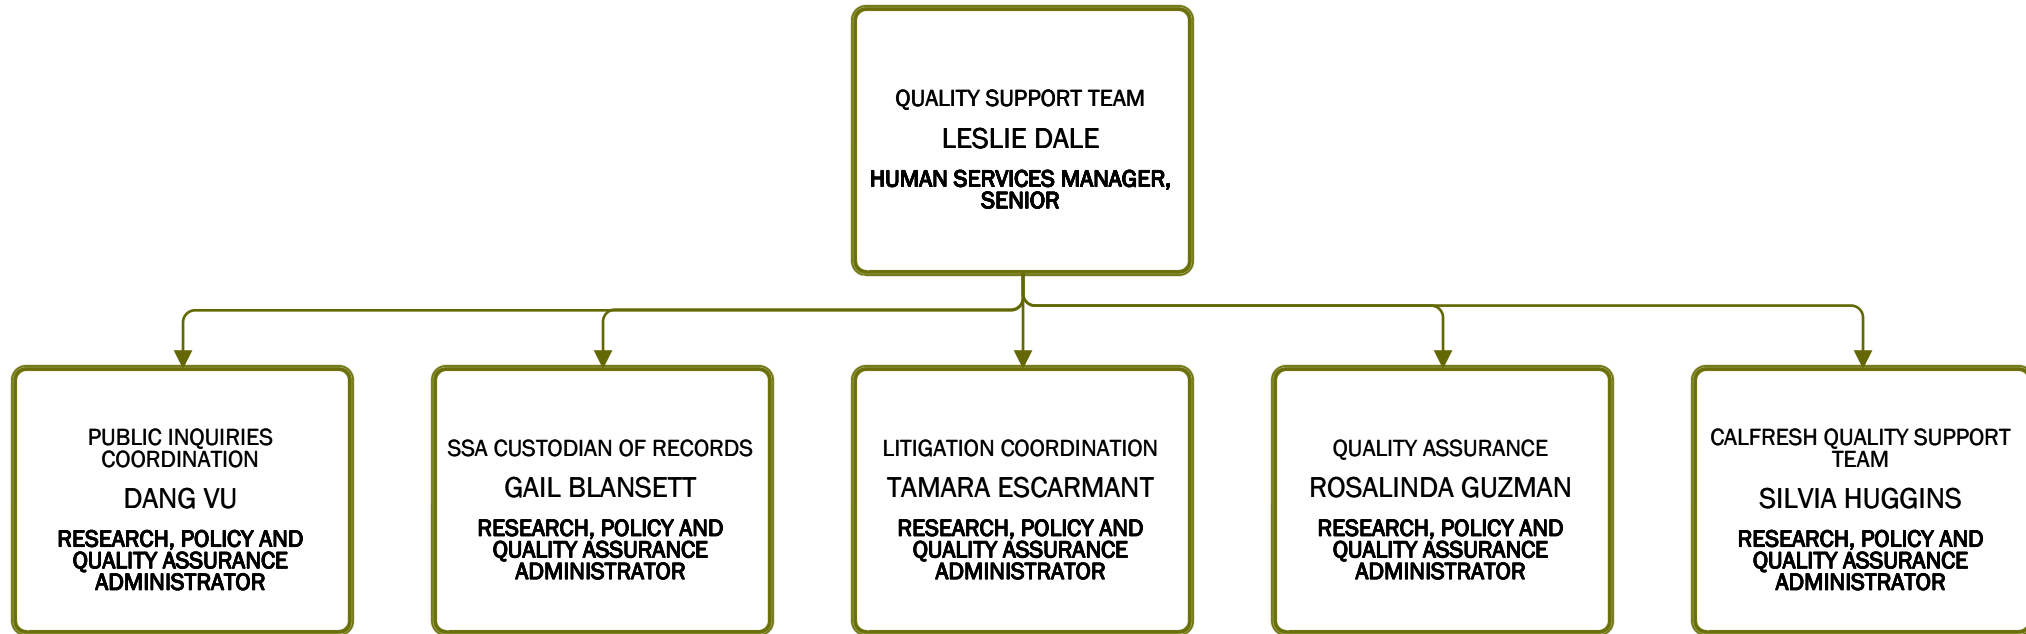 QUALITY SUPPORT TEAM
LESLIE DALE
HUMAN SERVICES MANAGER,
SENIOR
PUBLIC INQUIRIES
COORDINATION
DANG VU
RESEARCH, POLICY AND
QUALITY ASSURANCE
ADMINISTRATOR
SSA CUSTODIAN OF RECORDS
GAIL BLANSETT
RESEARCH, POLICY AND
QUALITY ASSURANCE
ADMINISTRATOR
LITIGATION COORDINATION
TAMARA ESCARMANT
RESEARCH, POLICY AND
QUALITY ASSURANCE
ADMINISTRATOR
QUALITY ASSURANCE
ROSALINDA GUZMAN
RESEARCH, POLICY AND
QUALITY ASSURANCE
ADMINISTRATOR
CALFRESH QUALITY SUPPORT
TEAM
SILVIA HUGGINS
RESEARCH, POLICY AND
QUALITY ASSURANCE
ADMINISTRATOR